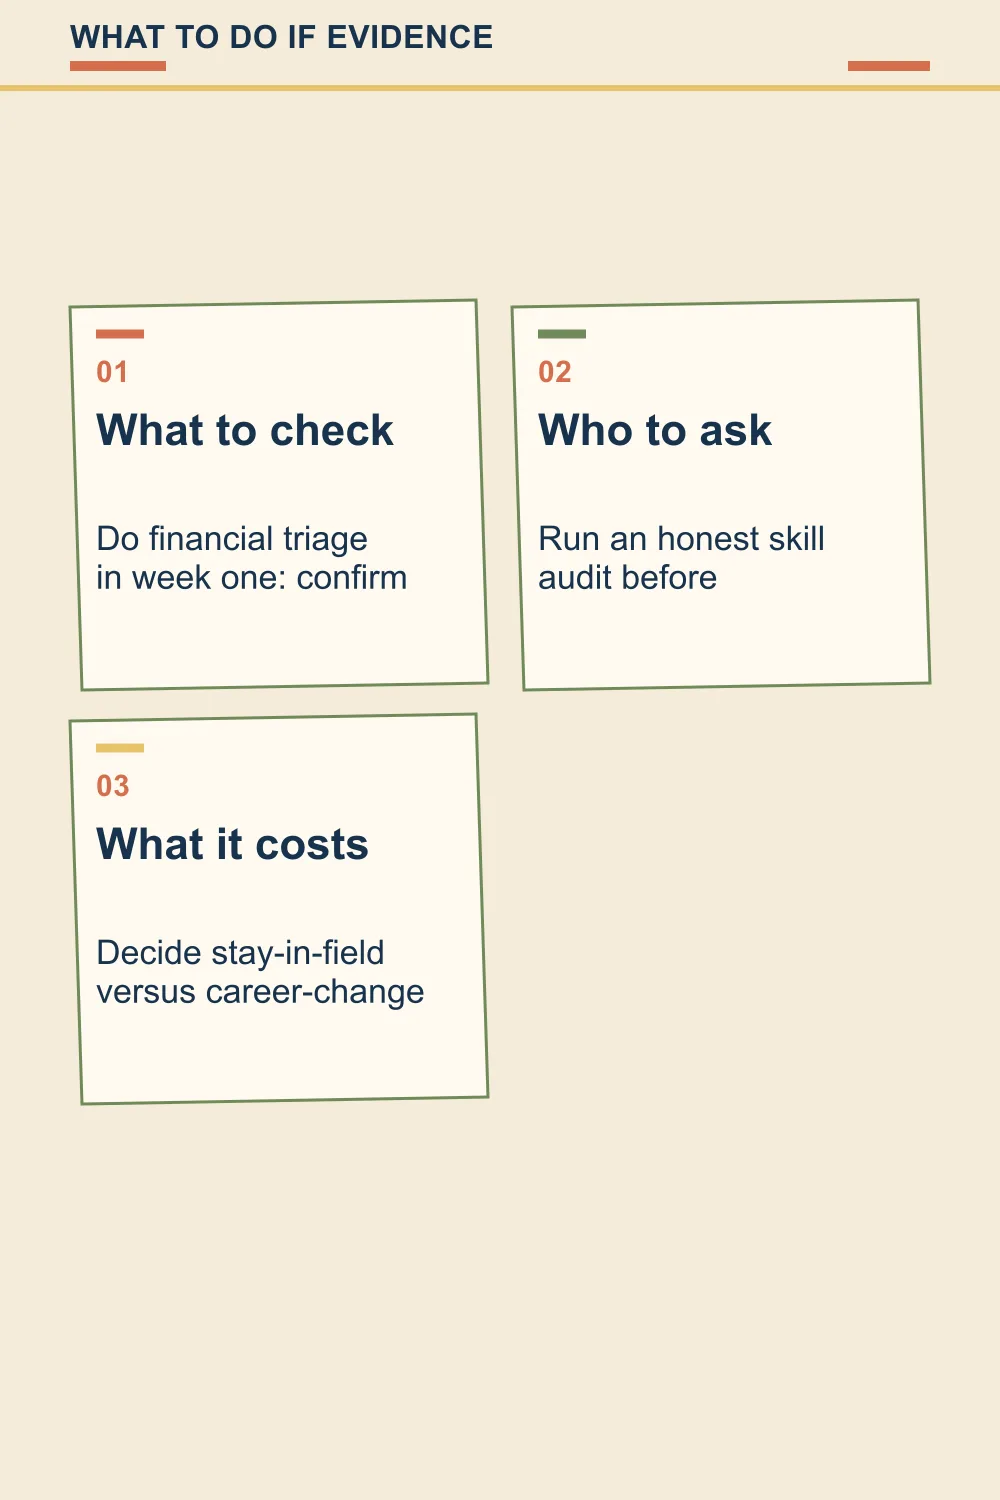 WHAT TO DO IF EVIDENCE
01
What to check
Do financial triage
in week one: confirm
02
Who to ask
Run an honest skill
audit before
03
What it costs
Decide stay-in-field
versus career-change